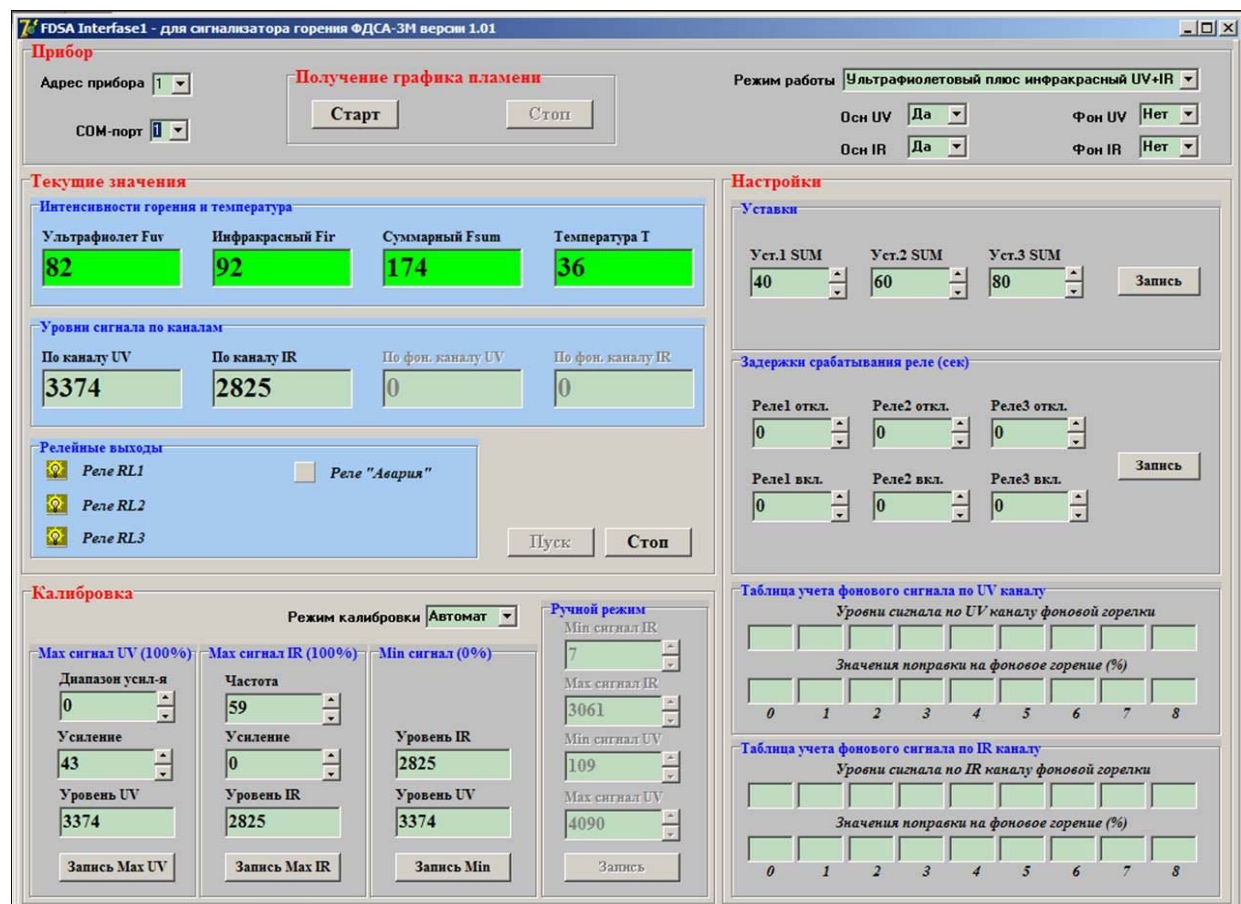 FDSA Interfase1 - для сигнализатора горения ФДСА-3М версии 1.01
Прибор
Адрес прибора 1
COM-порт 1
Получение графика пламени
Старт Стоп
Режим работы Ультрафиолетовый плюс инфракрасный UV+IR
Осн UV Да Фон UV Нет
Осн IR Да Фон IR Нет
Текущие значения
Интенсивности горения и температура
Ультрафиолет Fuv Инфракрасный Fir Суммарный Fsum Температура T
82 92 174 36
Уровни сигнала по каналам
По каналу UV По каналу IR По фон. каналу UV По фон. каналу IR
3374 2825 0 0
Релейные выходы
Реле RL1 Реле "Авария"
Реле RL2
Реле RL3
Пуск Стоп
Настройки
Уставки
Уст.1 SUM Уст.2 SUM Уст.3 SUM
40 60 80 Запись
Задержки срабатывания реле (сек)
Реле1 откл. Реле2 откл. Реле3 откл.
0 0 0
Запись
Реле1 вкл. Реле2 вкл. Реле3 вкл.
0 0 0
Калибровка
Режим калибровки Автомат
Max сигнал UV (100%)
Диапазон усил-я
0
Усиление
43
Уровень UV
3374
Запись Max UV
Max сигнал IR (100%)
Частота
59
Усиление
0
Уровень IR
2825
Запись Max IR
Min сигнал (0%)
Уровень IR
2825
Уровень UV
3374
Запись Min
Ручной режим
Min сигнал IR
7
Max сигнал IR
3061
Min сигнал UV
109
Max сигнал UV
4090
Запись
Таблица учета фонового сигнала по UV каналу
Уровни сигнала по UV каналу фоновой горелки
Значения поправки на фоновое горение (%)
0 1 2 3 4 5 6 7 8
Таблица учета фонового сигнала по IR каналу
Уровни сигнала по IR каналу фоновой горелки
Значения поправки на фоновое горение (%)
0 1 2 3 4 5 6 7 8